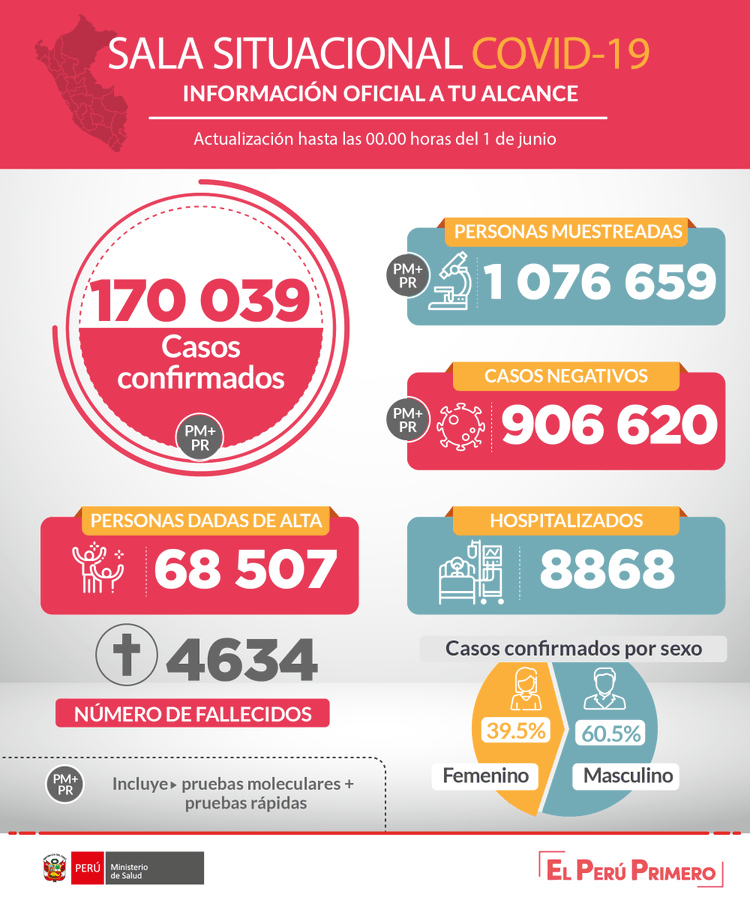 SALA SITUACIONAL COVID-19
INFORMACIÓN OFICIAL A TU ALCANCE
Actualización hasta las 00.00 horas del 1 de junio
170 039
Casos
confirmados
PM+
PR
PERSONAS MUESTREADAS
PM+
PR
1 076 659
CASOS NEGATIVOS
PM+
PR
906 620
PERSONAS DADAS DE ALTA
68 507
HOSPITALIZADOS
8868
4634
NÚMERO DE FALLECIDOS
Casos confirmados por sexo
39.5%
60.5%
Femenino
Masculino
PM+
PR
Incluye pruebas moleculares +
pruebas rápidas
PERÚ
Ministerio
de Salud
EL PERÚ PRIMERO